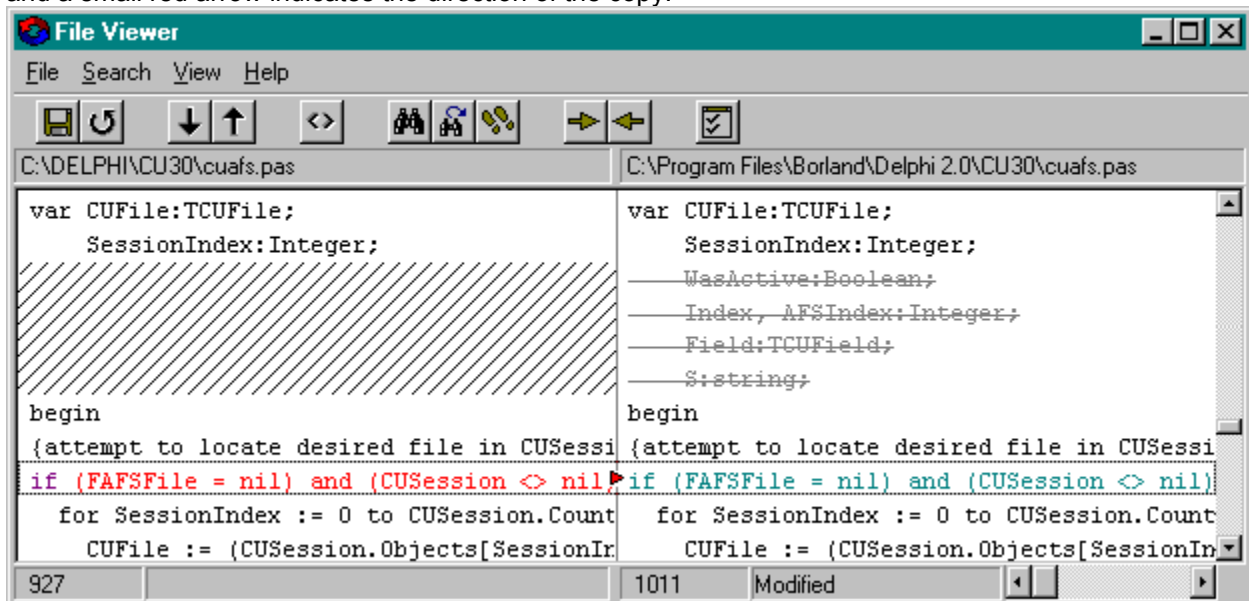 and a small red arrow indicates the direction of the copy.
File Viewer
File Search View Help
C:\DELPHI\CU30\cuafs.pas
C:\Program Files\Borland\Delphi 2.0\CU30\cuafs.pas
var CUFile:TCUFile;
SessionIndex:Integer;
begin
{attempt to locate desired file in CUSessi
if (FAFSFile = nil) and (CUSession <> nil)
for SessionIndex := 0 to CUSession.Count
CUFile := (CUSession.Objects[SessionIn
var CUFile:TCUFile;
SessionIndex:Integer;
WasActive:Boolean;
Index, AFSIndex:Integer;
Field:TCUField;
S:string;
begin
{attempt to locate desired file in CUSessi
if (FAFSFile = nil) and (CUSession <> nil)
for SessionIndex := 0 to CUSession.Count
CUFile := (CUSession.Objects[SessionIn
927
1011 Modified